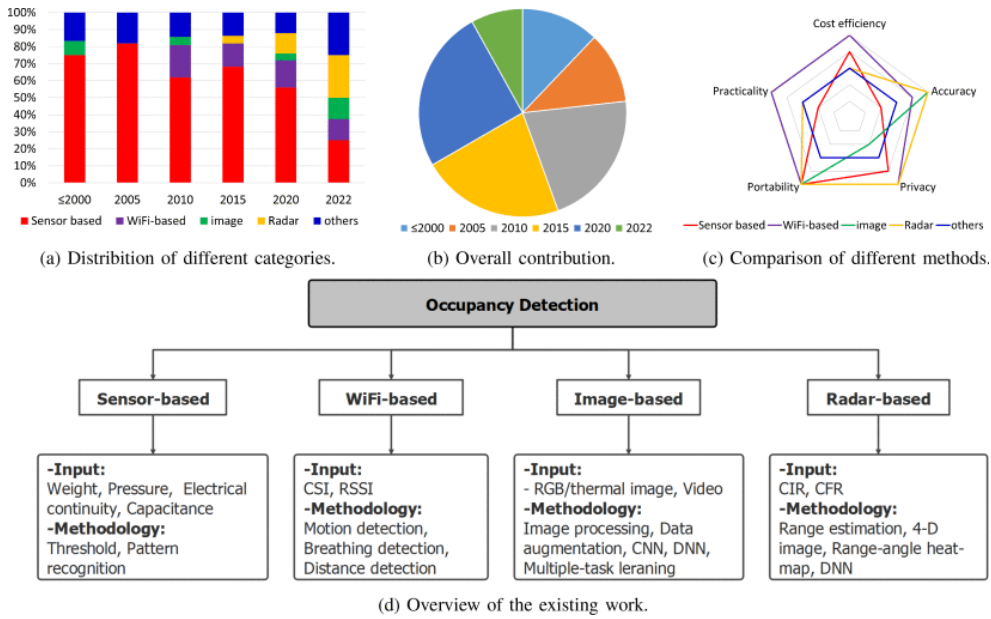 100%
90%
80%
70%
60%
50%
40%
30%
20%
10%
0%
≤2000 2005 2010 2015 2020 2022
Sensor based WiFi-based image Radar others
(a) Distribition of different categories.
≤2000 2005 2010 2015 2020 2022
(b) Overall contribution.
Cost efficiency
Practicality Accuracy
Portability Privacy
Sensor based WiFi-based image Radar others
(c) Comparison of different methods.
Occupancy Detection
Sensor-based WiFi-based Image-based Radar-based
-Input:
Weight, Pressure, Electrical
continuity, Capacitance
-Methodology:
Threshold, Pattern
recognition
-Input:
CSI, RSSI
-Methodology:
Motion detection,
Breathing detection,
Distance detection
-Input:
- RGB/thermal image, Video
-Methodology:
Image processing, Data
augmentation, CNN, DNN,
Multiple-task leraning
-Input:
CIR, CFR
-Methodology:
Range estimation, 4-D
image, Range-angle heat-
map, DNN
(d) Overview of the existing work.